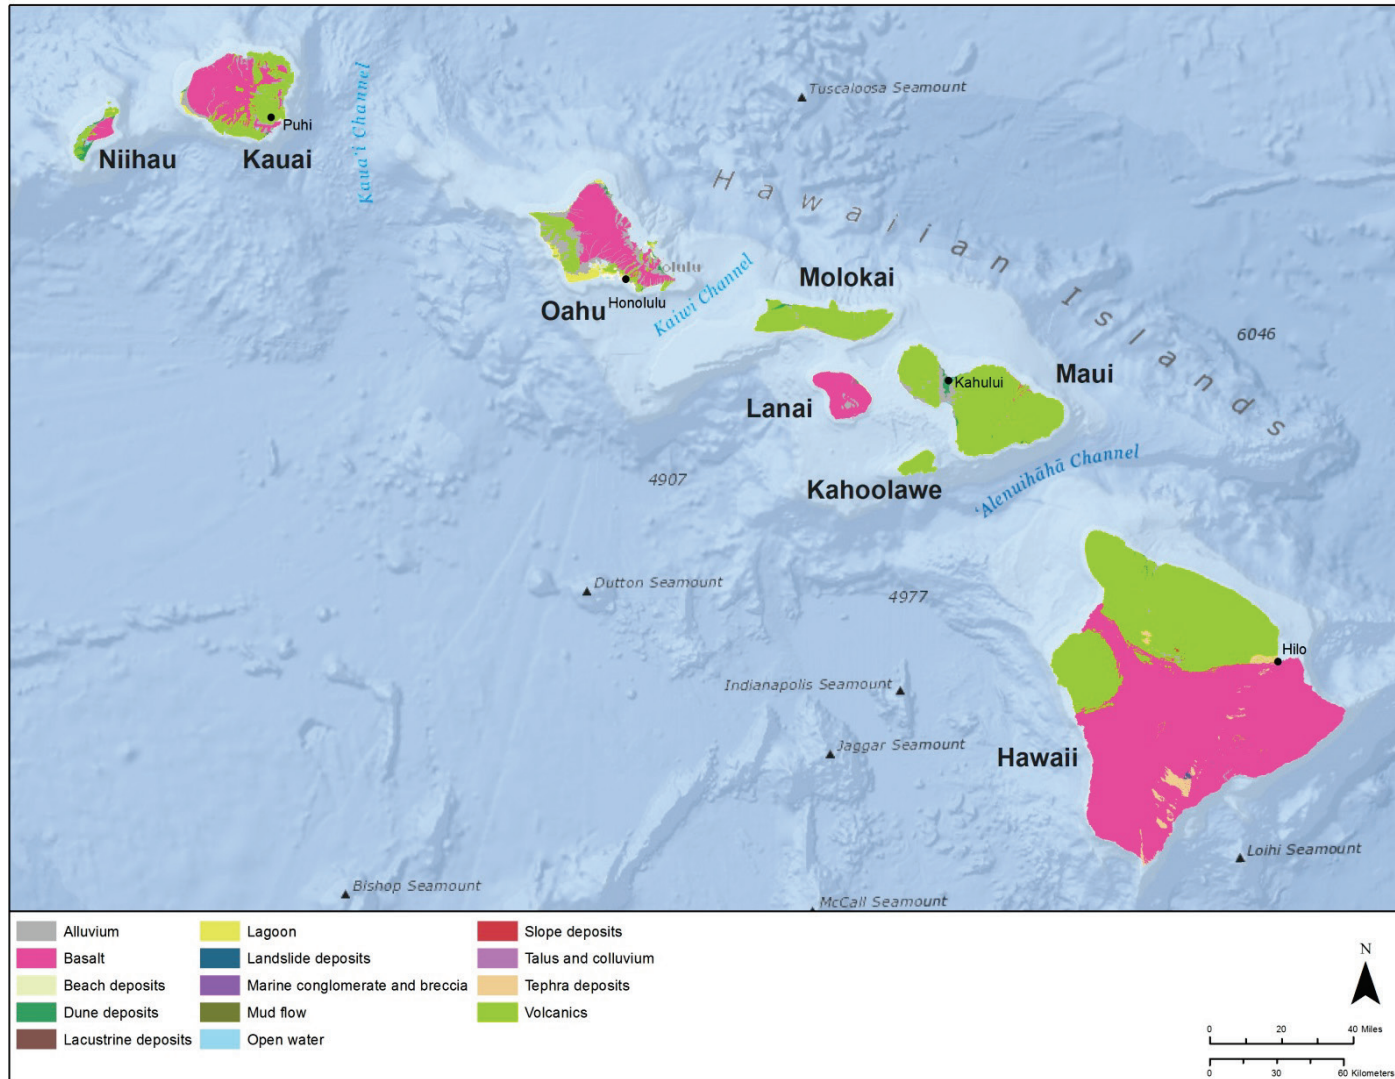 Tuscaloosa Seamount
Kaua'i Channel
Puhi
Niihau
Kauai
Hawaiian Islands
Oahu
Honolulu
Kaiwi Channel
Molokai
6046
Maui
Kahului
Lanai
Kahoolawe
4907
'Alenuihāhā Channel
Dutton Seamount
4977
Hilo
Indianapolis Seamount
Jaggar Seamount
Hawaii
Loihi Seamount
Bishop Seamount
McCall Seamount
Alluvium
Basalt
Beach deposits
Dune deposits
Lacustrine deposits
Lagoon
Landslide deposits
Marine conglomerate and breccia
Mud flow
Open water
Slope deposits
Talus and colluvium
Tephra deposits
Volcanics
N
0 20 40 Miles
0 30 60 Kilometers